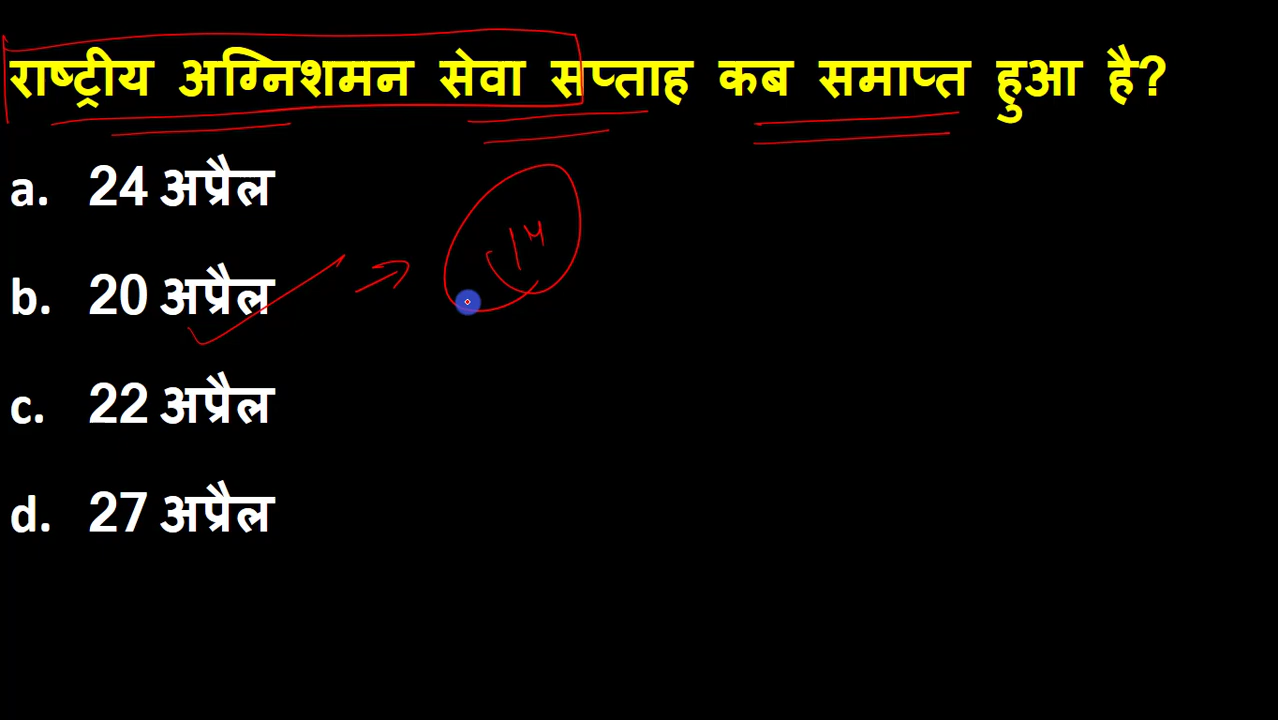 राष्ट्रीय अग्निशमन सेवा सप्ताह कब समाप्त हुआ है?
a. 24 अप्रैल
b. 20 अप्रैल
14
c. 22 अप्रैल
d. 27 अप्रैल